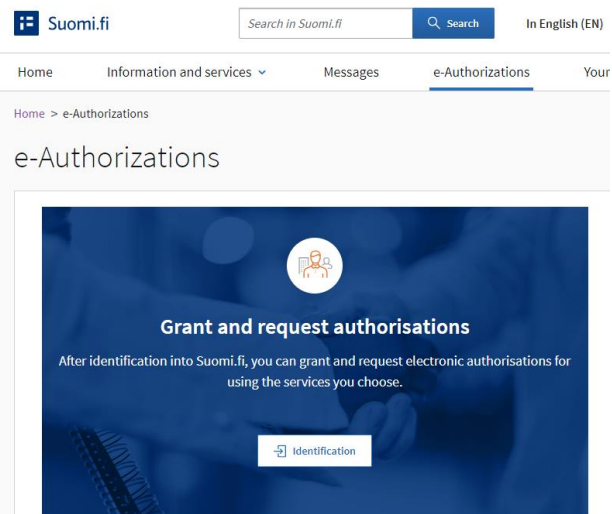 Suomi.fi
Search in Suomi.fi
Search
In English (EN)
Home
Information and services
Messages
e-Authorizations
Home > e-Authorizations
e-Authorizations
Grant and request authorisations
After identification into Suomi.fi, you can grant and request electronic authorisations for
using the services you choose.
Identification